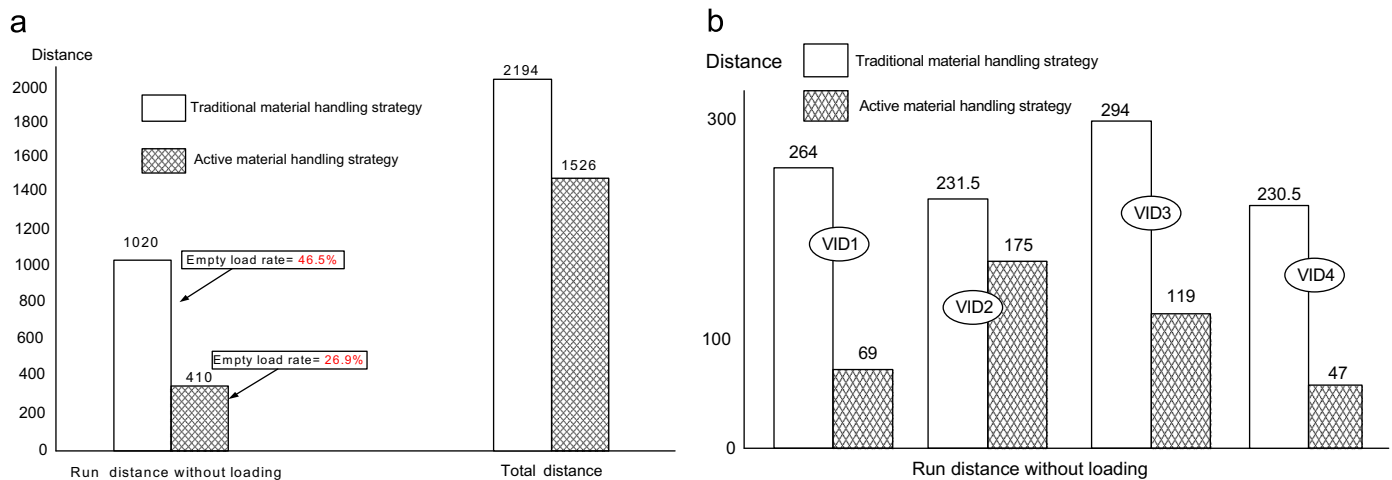 a
Distance
2000
1800
1600
1400
1200
1000
800
600
400
200
0
Traditional material handling strategy
Active material handling strategy
2194
1526
1020
Empty load rate= 46.5%
Empty load rate= 26.9%
410
Run distance without loading
Total distance
b
Distance
Traditional material handling strategy
Active material handling strategy
300
100
0
264
VID1
69
231.5
VID2
175
294
VID3
119
230.5
VID4
47
Run distance without loading